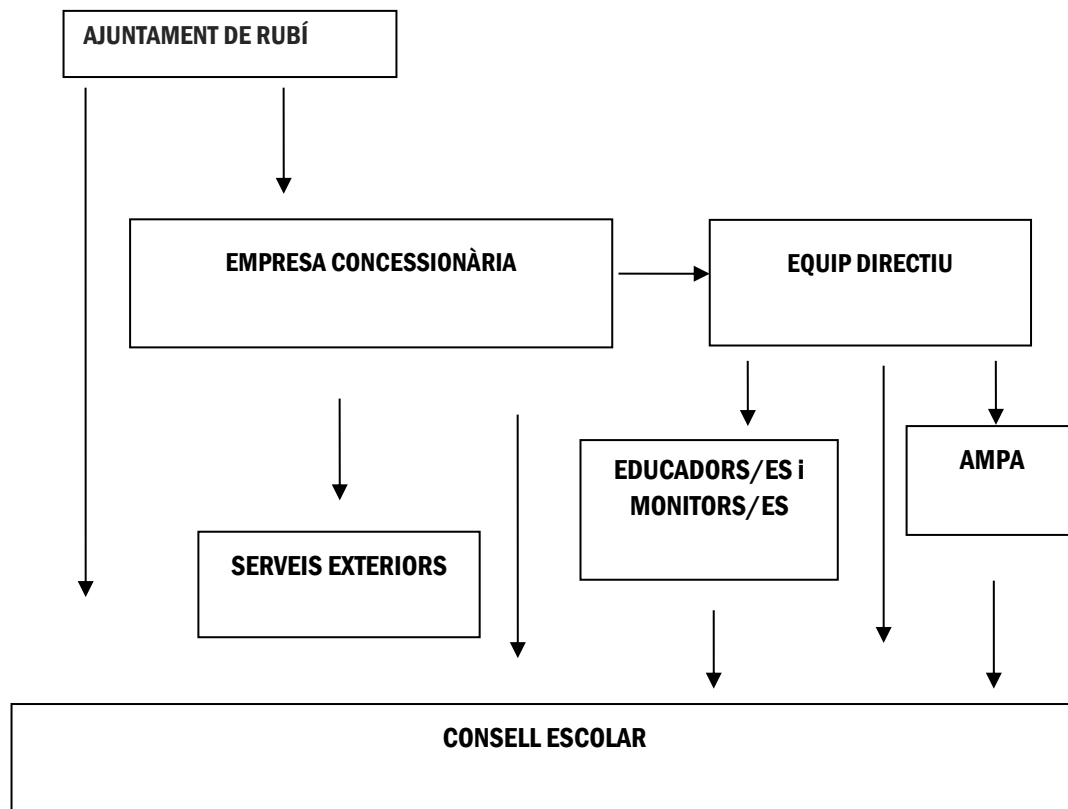 AJUNTAMENT DE RUBÍ
EMPRESA CONCESSIONÀRIA
EQUIP DIRECTIU
EDUCADORS/ES i
MONITORS/ES
AMPA
SERVEIS EXTERIORS
CONSELL ESCOLAR